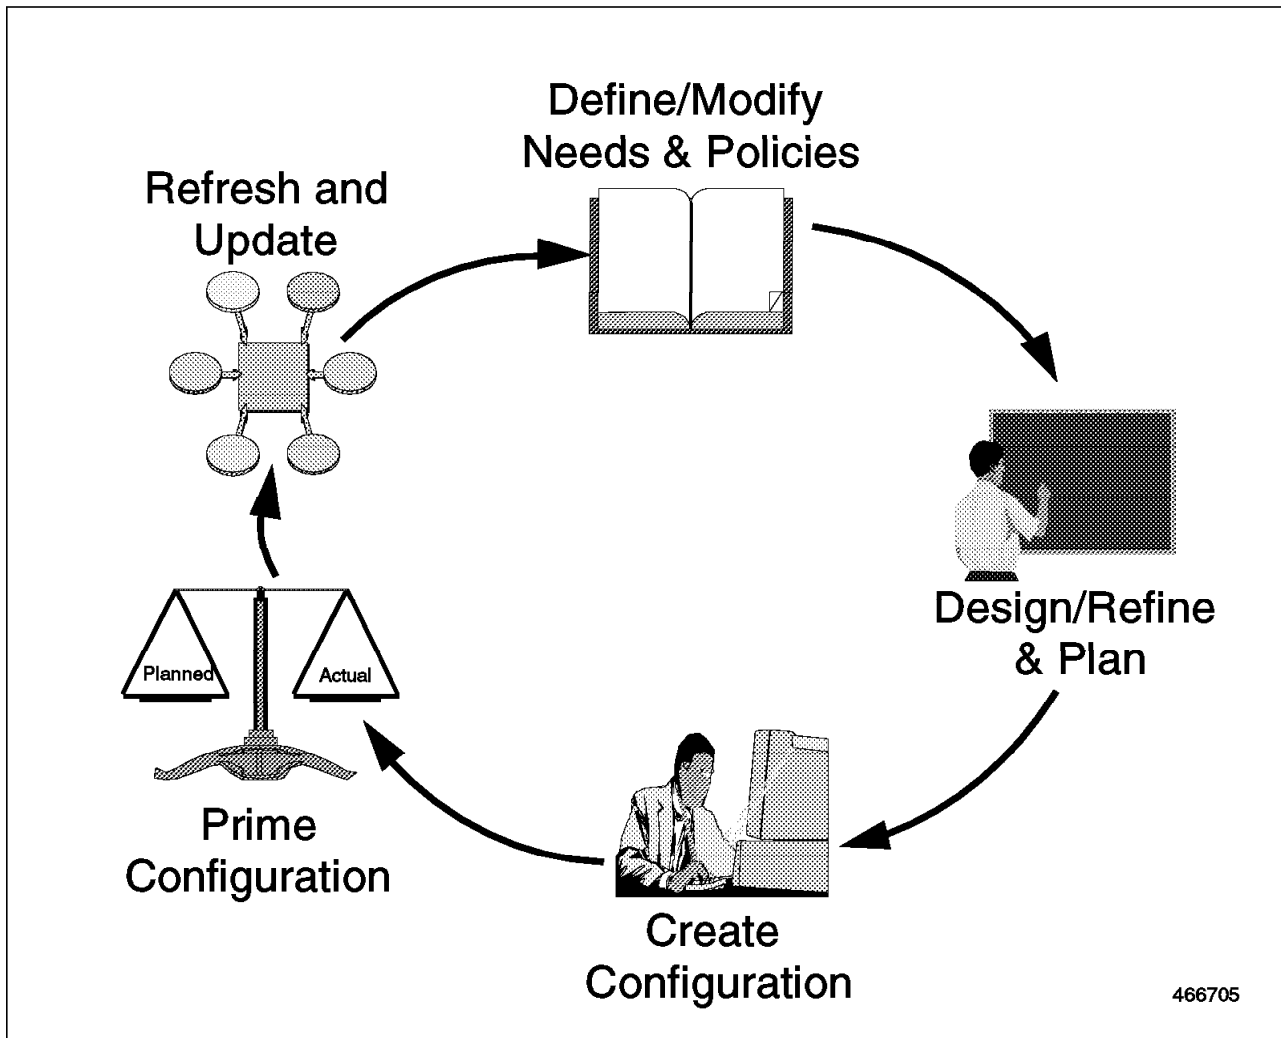 Define/Modify
Needs & Policies
Refresh and
Update
Design/Refine
& Plan
Planned
Actual
Prime
Configuration
Create
Configuration
466705